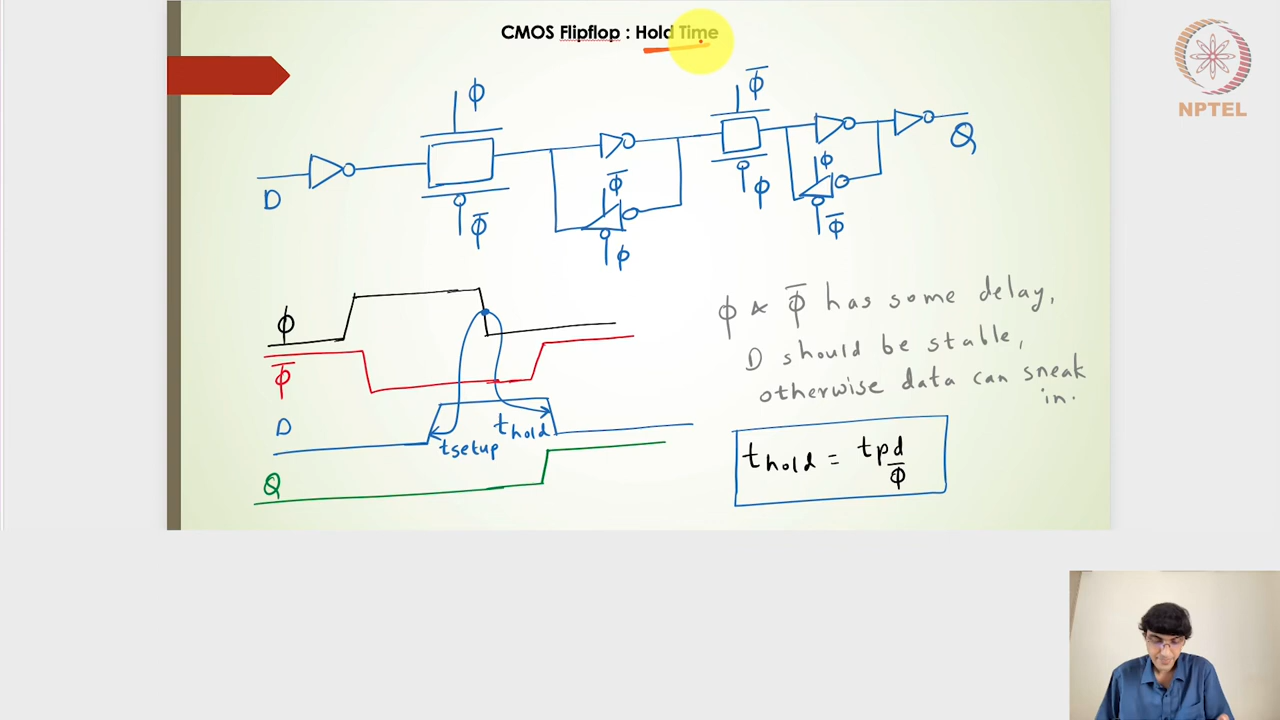 CMOS Flipflop : Hold Time
NPTEL
ϕ
ϕ̅
D
ϕ̅
ϕ̅
ϕ
ϕ
ϕ
ϕ̅
Q
ϕ
ϕ̅
D
tsetup
thold
Q
ϕ & ϕ̅ has some delay,
D should be stable,
otherwise data can sneak
in.
thold = tpd ϕ̅